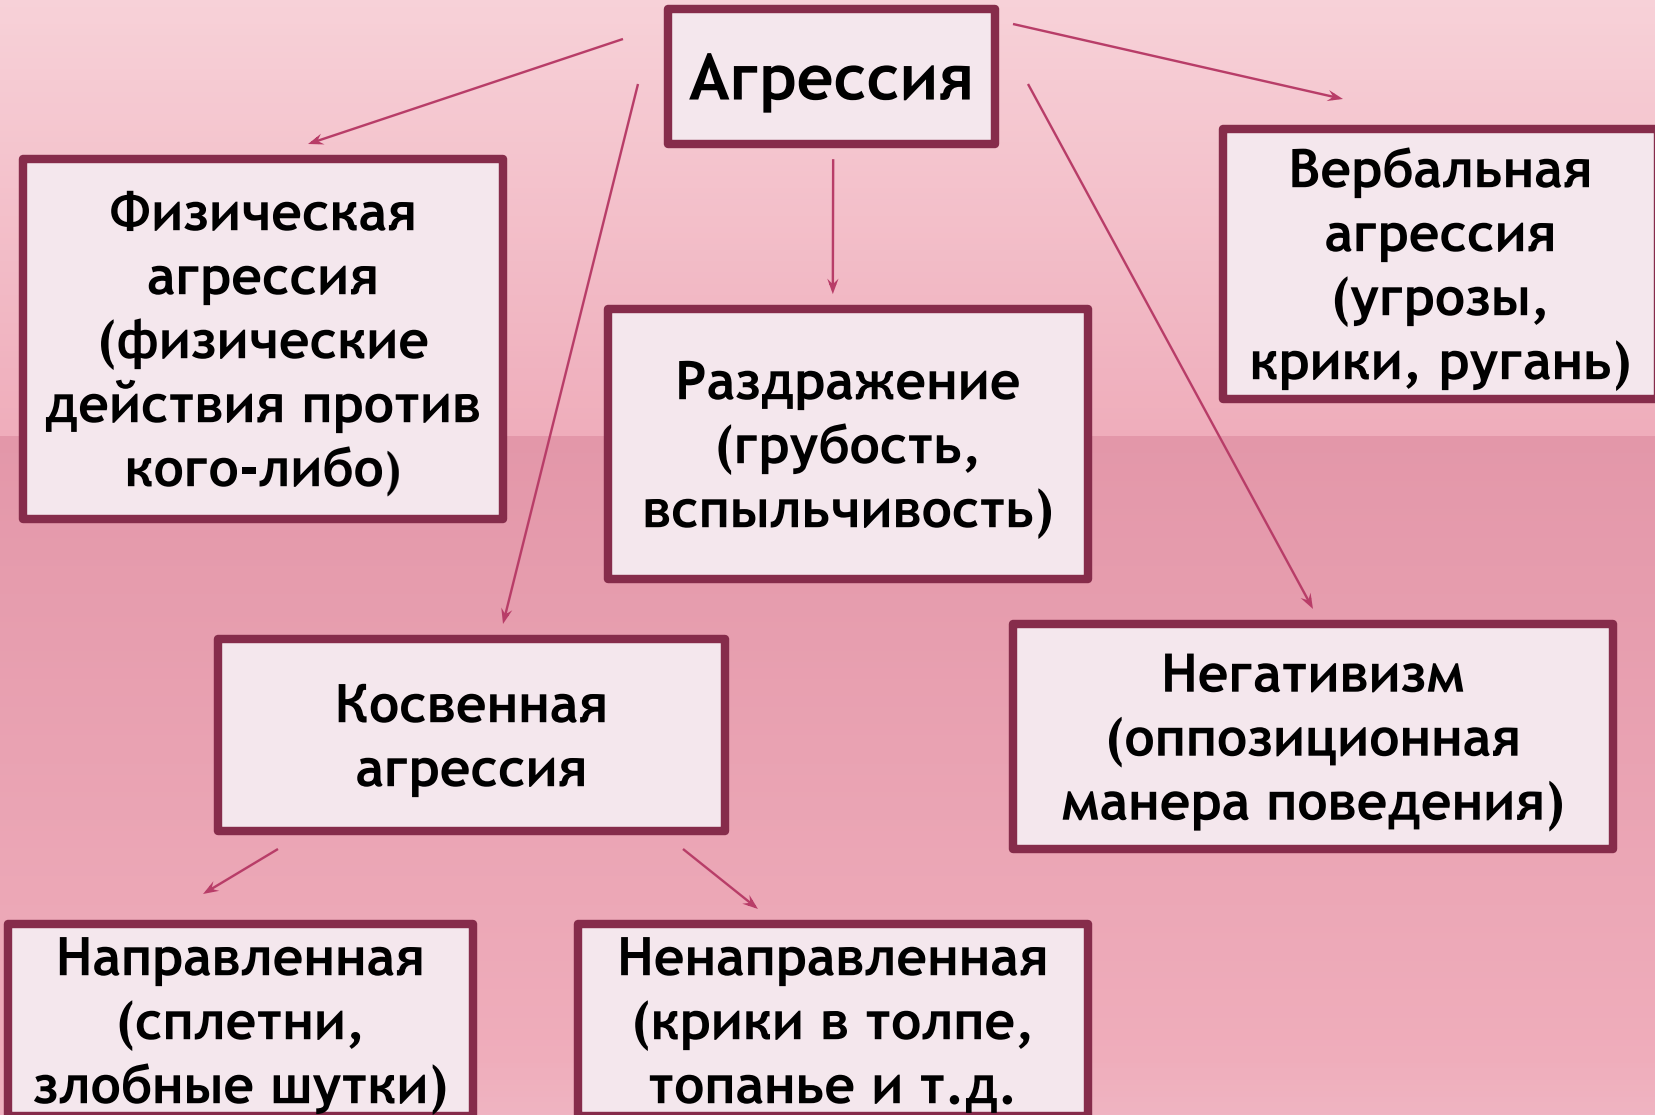 Агрессия
Физическая
агрессия
(физические
действия против
кого-либо)
Раздражение
(грубость,
вспыльчивость)
Вербальная
агрессия
(угрозы,
крики, ругань)
Косвенная
агрессия
Негативизм
(оппозиционная
манера поведения)
Направленная
(сплетни,
злобные шутки)
Ненаправленная
(крики в толпе,
топанье и т.д.